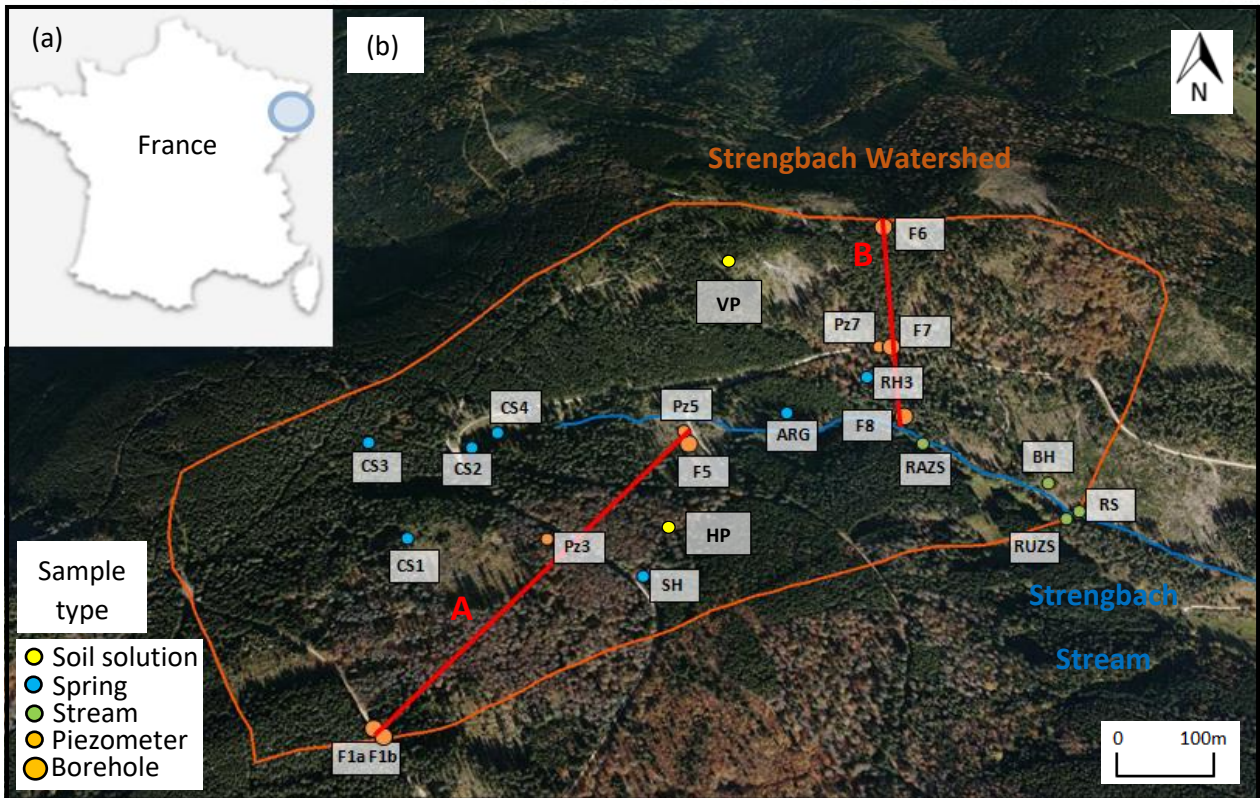 (a)
France
(b)
N
Strengbach Watershed
F6
B
VP
Pz7
F7
RH3
CS4
Pz5
CS3
CS2
ARG
F8
F5
RAZS
BH
RS
HP
RUZS
Pz3
CS1
SH
A
Strengbach
Stream
F1a F1b
Sample
type
Soil solution
Spring
Stream
Piezometer
Borehole
0 100m